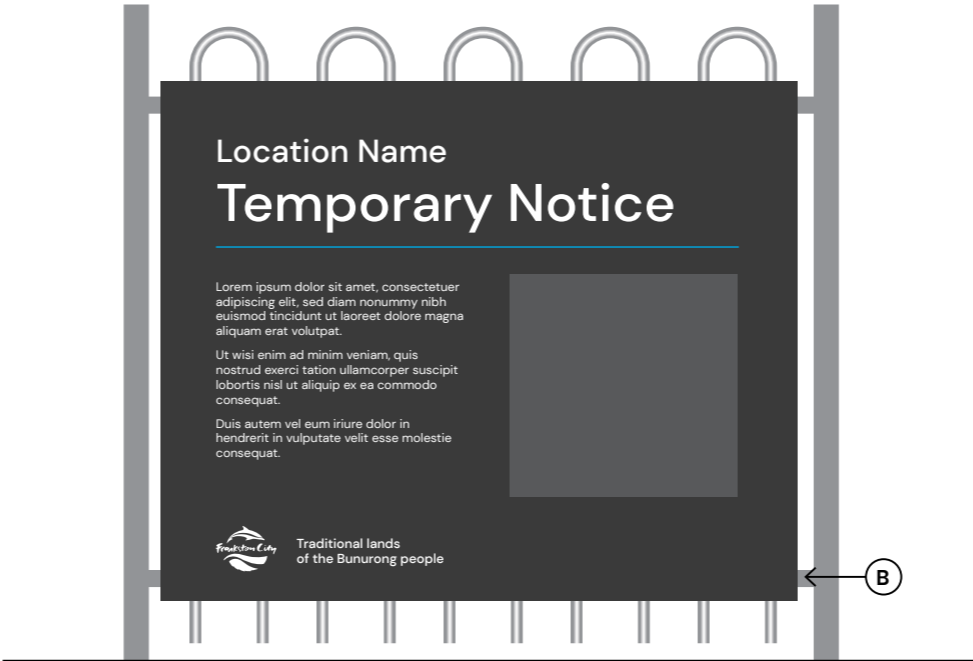 Location Name
Temporary Notice
Lorem ipsum dolor sit amet, consectetuer
adipiscing elit, sed diam nonummy nibh
euismod tincidunt ut laoreet dolore magna
aliquam erat volutpat.
Ut wisi enim ad minim veniam, quis
nostrud exerci tation ullamcorper suscipit
lobortis nisl ut aliquip ex ea commodo
consequat.
Duis autem vel eum iriure dolor in
hendrerit in vulputate velit esse molestie
consequat.
Frankston City
Traditional lands
of the Bunurong people
B